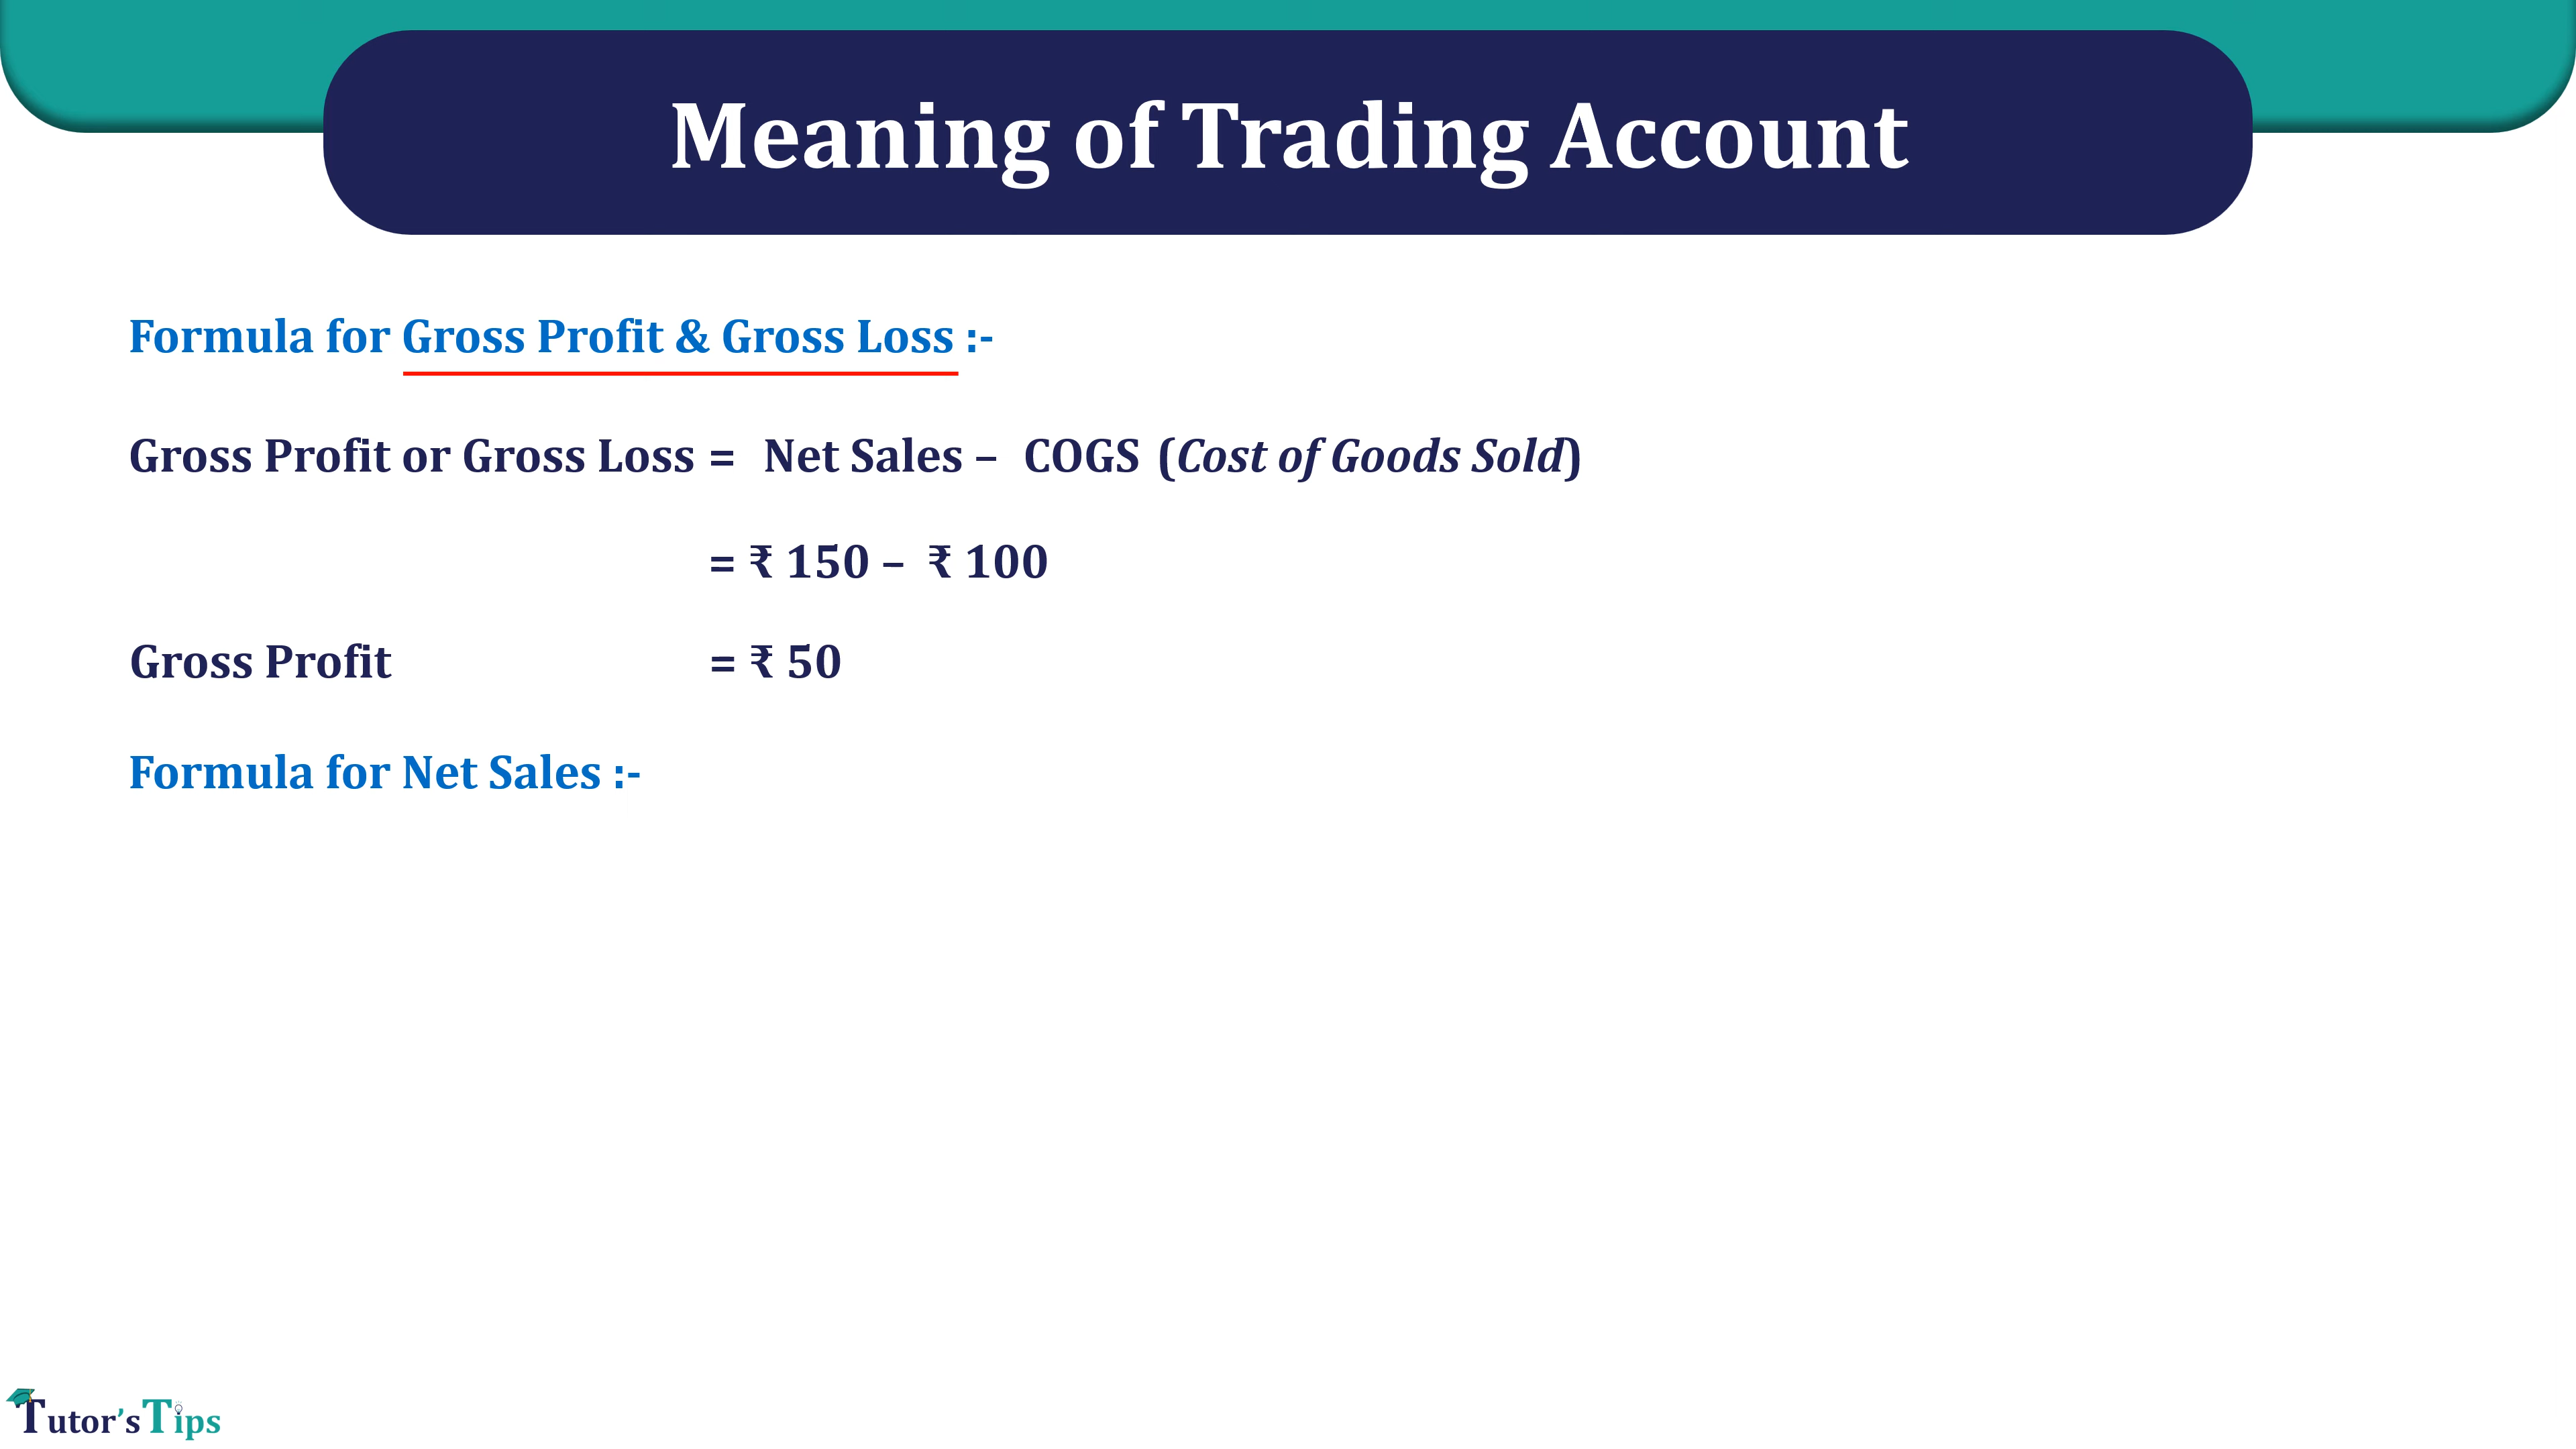 Meaning of Trading Account
Formula for Gross Profit & Gross Loss :-
Gross Profit or Gross Loss = Net Sales – COGS (Cost of Goods Sold)
= ₹ 150 – ₹ 100
Gross Profit = ₹ 50
Formula for Net Sales :-
Tutor’sTips